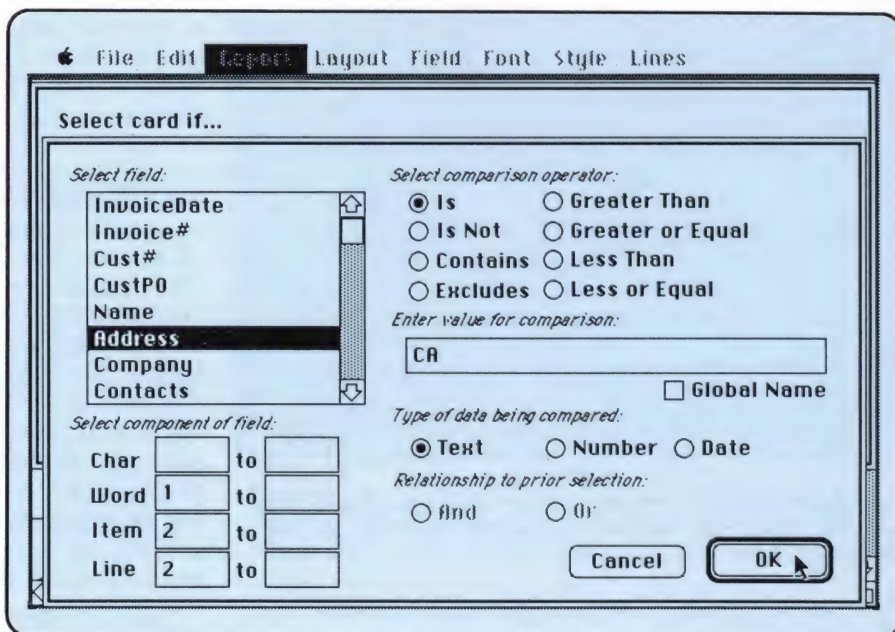 File Edit Report Layout Field Font Style Lines
Select card if...
Select field:
InvoiceDate
Invoice#
Cust#
CustPO
Name
Address
Company
Contacts
Select component of field:
Char to
Word 1 to
Item 2 to
Line 2 to
Select comparison operator:
Is Greater Than
Is Not Greater or Equal
Contains Less Than
Excludes Less or Equal
Enter value for comparison:
CA
Global Name
Type of data being compared:
Text Number Date
Relationship to prior selection:
And Or
Cancel OK